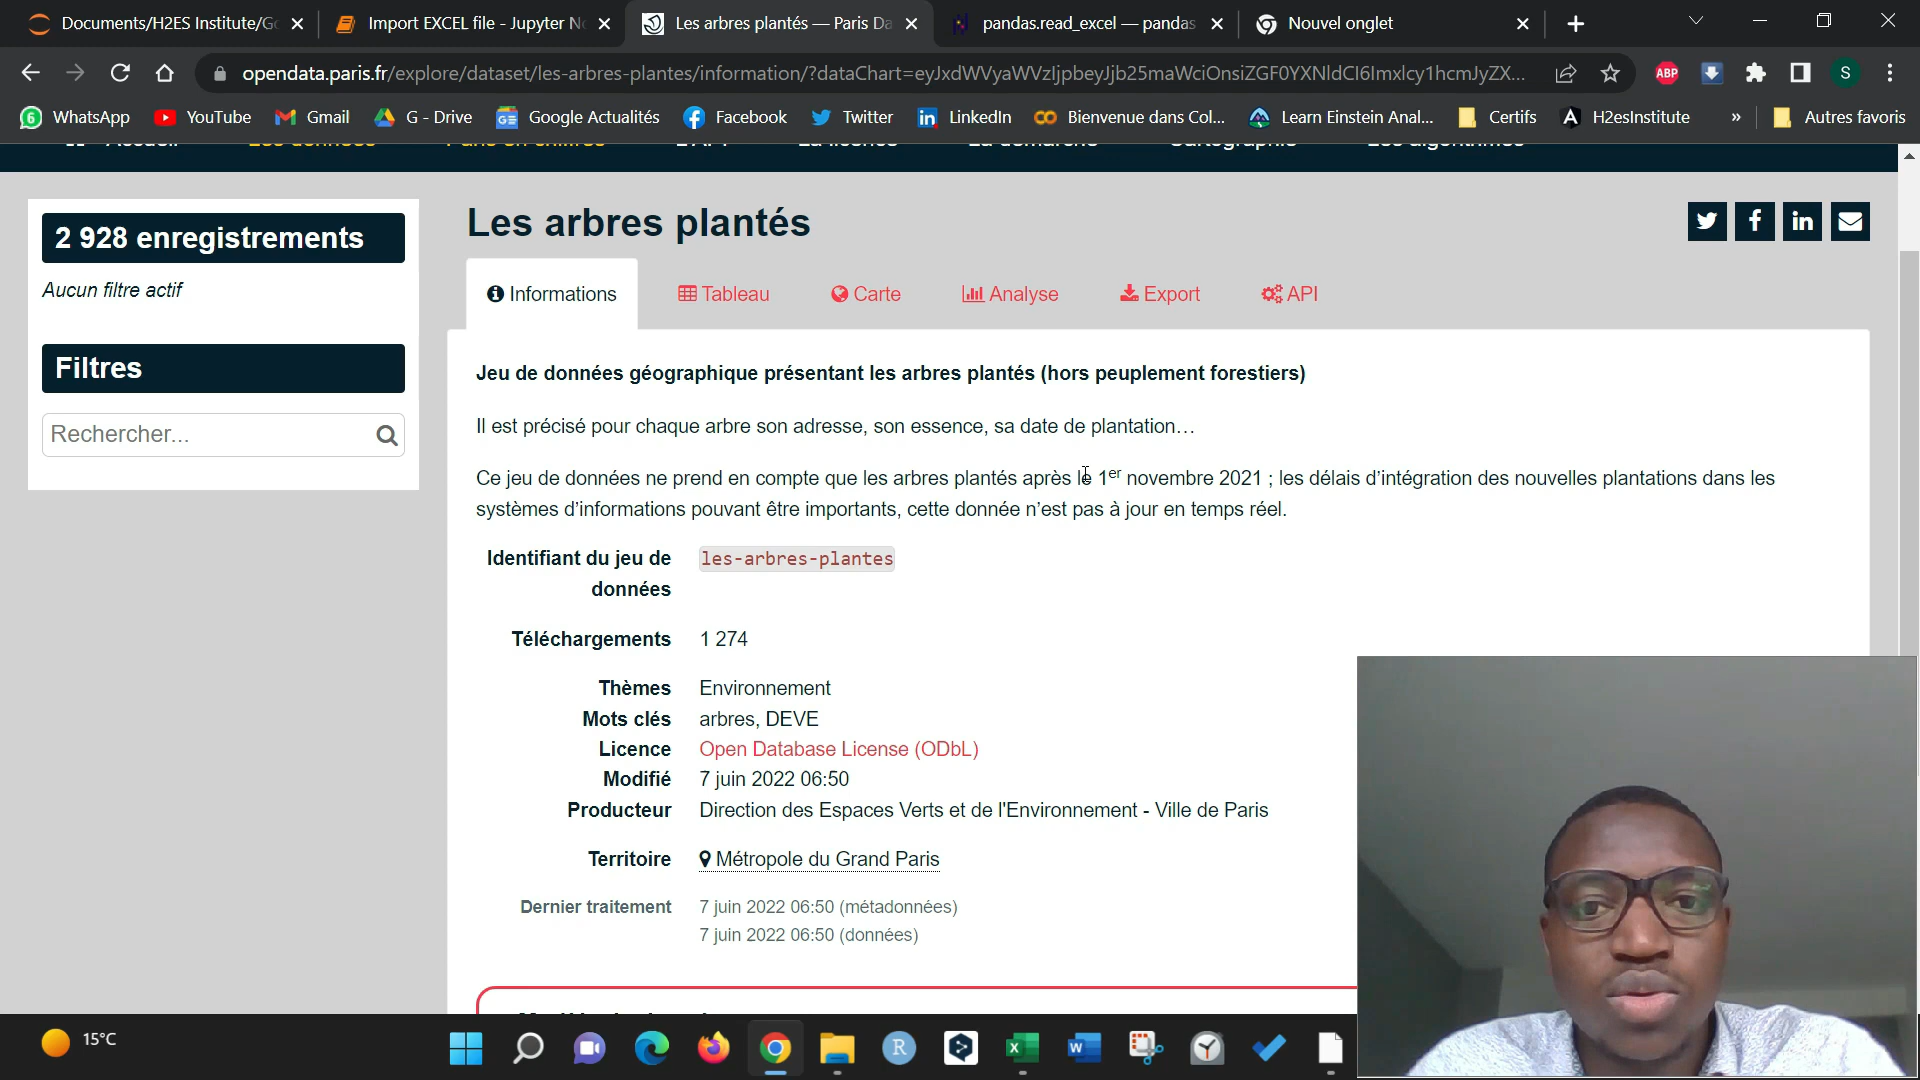 Documents/H2ES Institute/Gc
Import EXCEL file - Jupyter No
Les arbres plantés — Paris Da
pandas.read_excel — pandas
Nouvel onglet
opendata.paris.fr/explore/dataset/les-arbres-plantes/information/?dataChart=eyJxdWVyaWVzIjpbeyJjb25maWciOnsiZGF0YXNldCI6Imxlcy1hcmJyZX...
ABP
S
WhatsApp
YouTube
Gmail
G - Drive
Google Actualités
Facebook
Twitter
LinkedIn
Bienvenue dans Col...
Learn Einstein Anal...
Certifs
H2esInstitute
»
Autres favoris
2 928 enregistrements
Aucun filtre actif
Filtres
Rechercher...
Les arbres plantés
Informations
Tableau
Carte
Analyse
Export
API
Jeu de données géographique présentant les arbres plantés (hors peuplement forestiers)
Il est précisé pour chaque arbre son adresse, son essence, sa date de plantation…
Ce jeu de données ne prend en compte que les arbres plantés après le 1er novembre 2021 ; les délais d’intégration des nouvelles plantations dans les
systèmes d’informations pouvant être importants, cette donnée n’est pas à jour en temps réel.
Identifiant du jeu de données les-arbres-plantes
Téléchargements 1 274
Thèmes Environnement
Mots clés arbres, DEVE
Licence Open Database License (ODbL)
Modifié 7 juin 2022 06:50
Producteur Direction des Espaces Verts et de l'Environnement - Ville de Paris
Territoire Métropole du Grand Paris
Dernier traitement 7 juin 2022 06:50 (métadonnées)
7 juin 2022 06:50 (données)
15°C